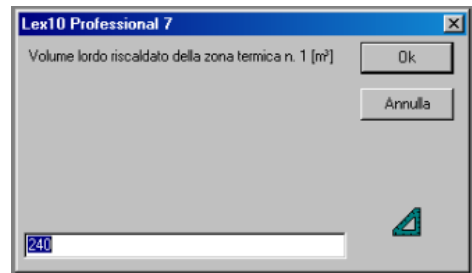 Lex10 Professional 7
Volume lordo riscaldato della zona termica n. 1 [m³]
Ok
Annulla
240